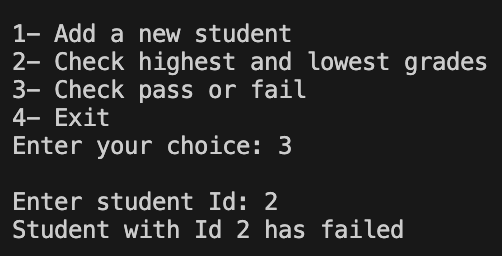 1- Add a new student
2- Check highest and lowest grades
3- Check pass or fail
4- Exit
Enter your choice: 3
Enter student Id: 2
Student with Id 2 has failed